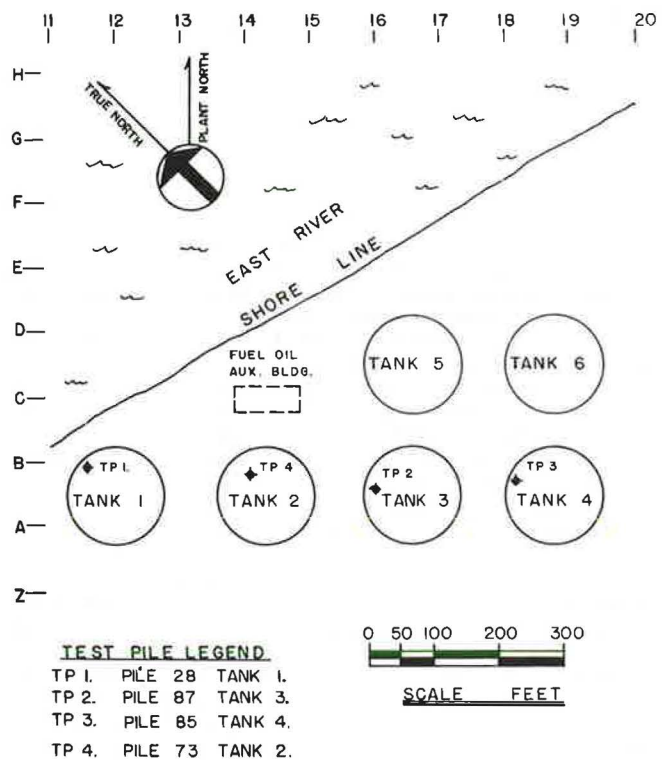 11 12 13 14 15 16 17 18 19 20
H
G
F
E
D
C
B
A
Z
TRUE NORTH
PLANT NORTH
EAST RIVER
SHORE LINE
FUEL OIL
AUX. BLDG.
TANK 5
TANK 6
TP 1.
TANK 1
TP 4
TANK 2
TP 2
TANK 3
TP 3
TANK 4
TEST PILE LEGEND
TP 1. PILE 28 TANK 1.
TP 2. PILE 87 TANK 3.
TP 3. PILE 85 TANK 4.
TP 4. PILE 73 TANK 2.
0 50 100 200 300
SCALE FEET